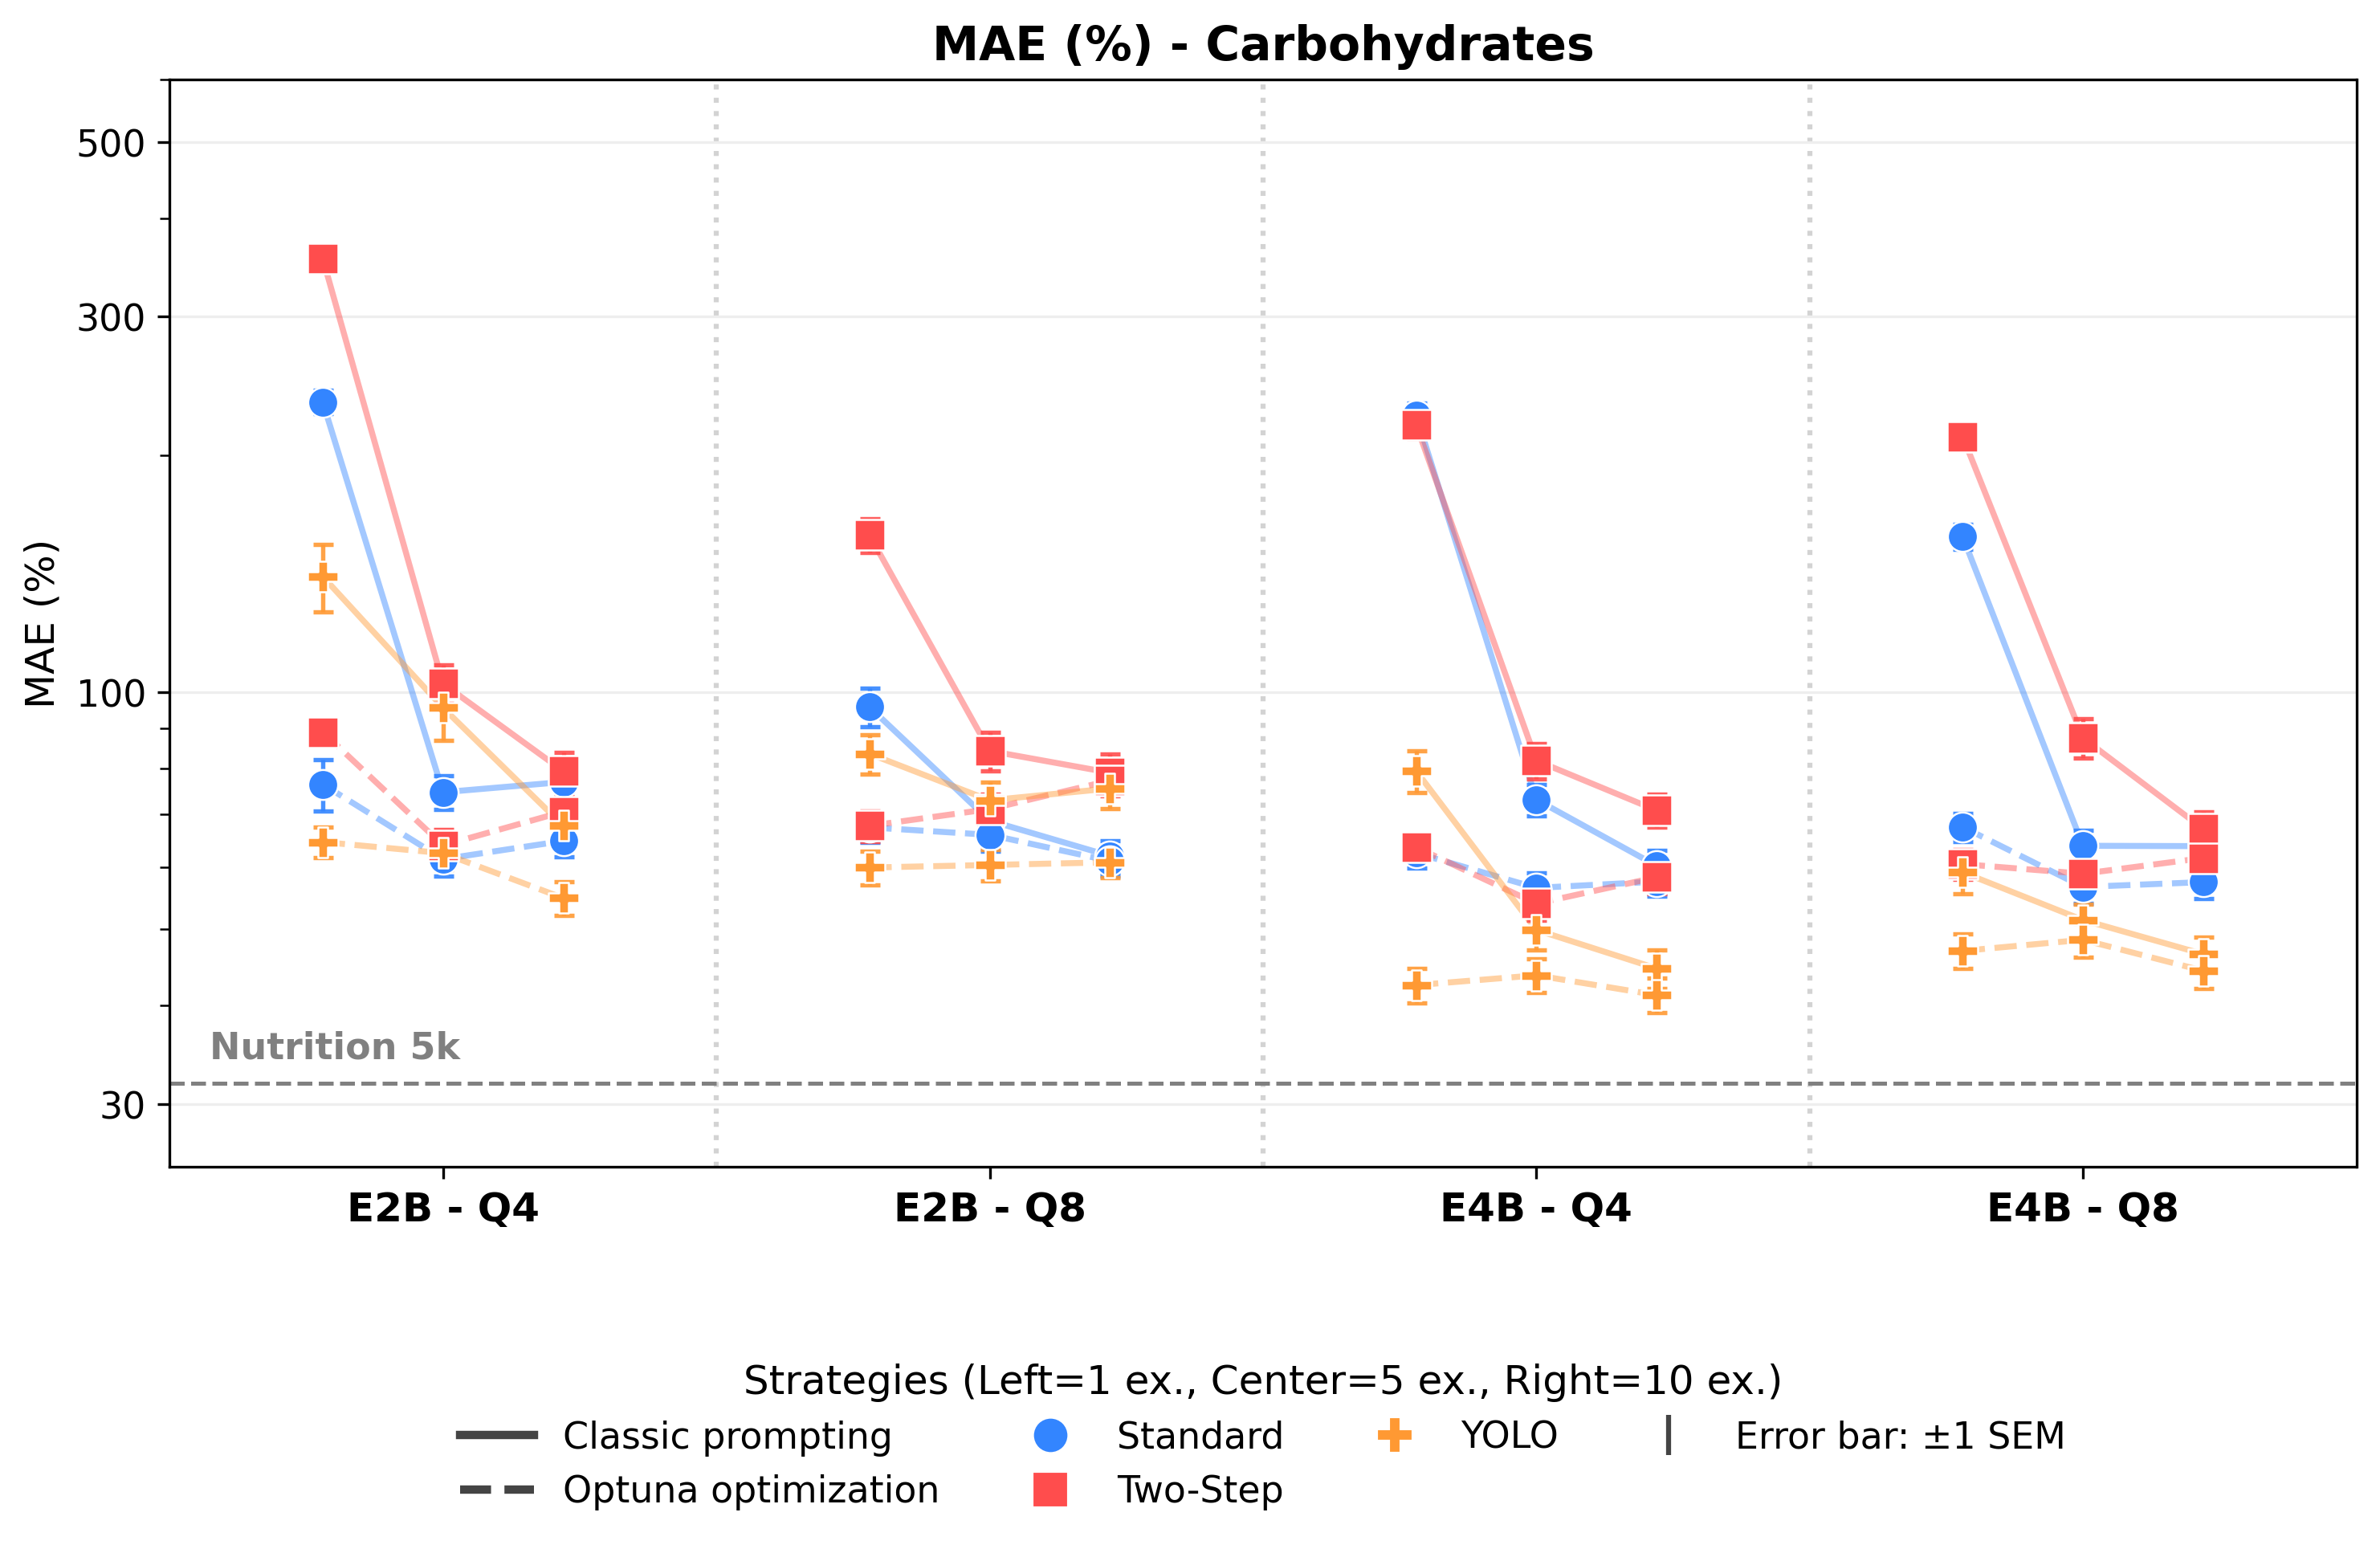 MAE (%) - Carbohydrates
MAE (%)
500
300
100
30
Nutrition 5k
E2B - Q4
E2B - Q8
E4B - Q4
E4B - Q8
Strategies (Left=1 ex., Center=5 ex., Right=10 ex.)
Classic prompting
Optuna optimization
Standard
Two-Step
YOLO
Error bar: ±1 SEM